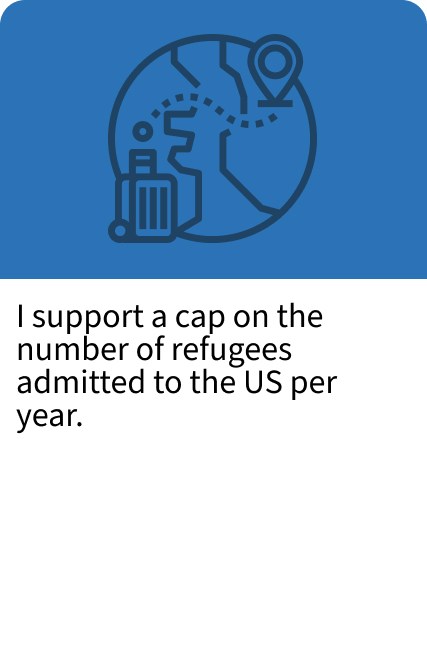 I support a cap on the
number of refugees
admitted to the US per
year.